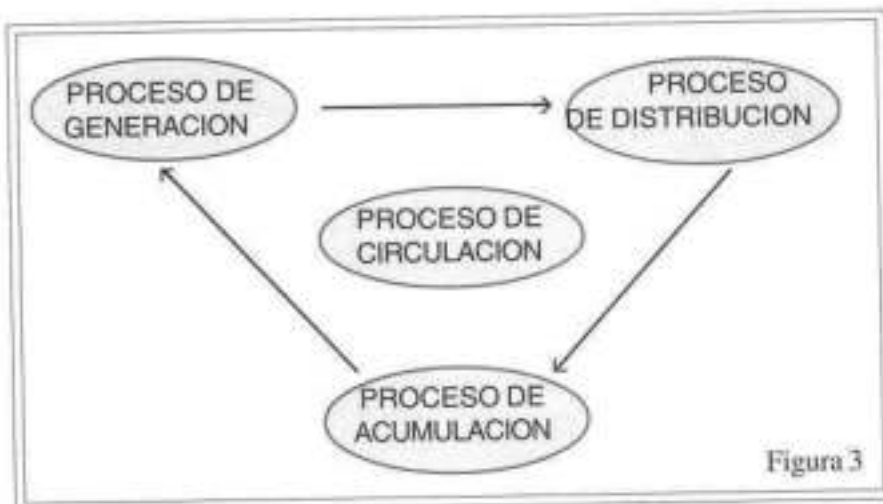 PROCESO DE
GENERACION
PROCESO
DE DISTRIBUCION
PROCESO DE
CIRCULACION
PROCESO DE
ACUMULACION
Figura 3